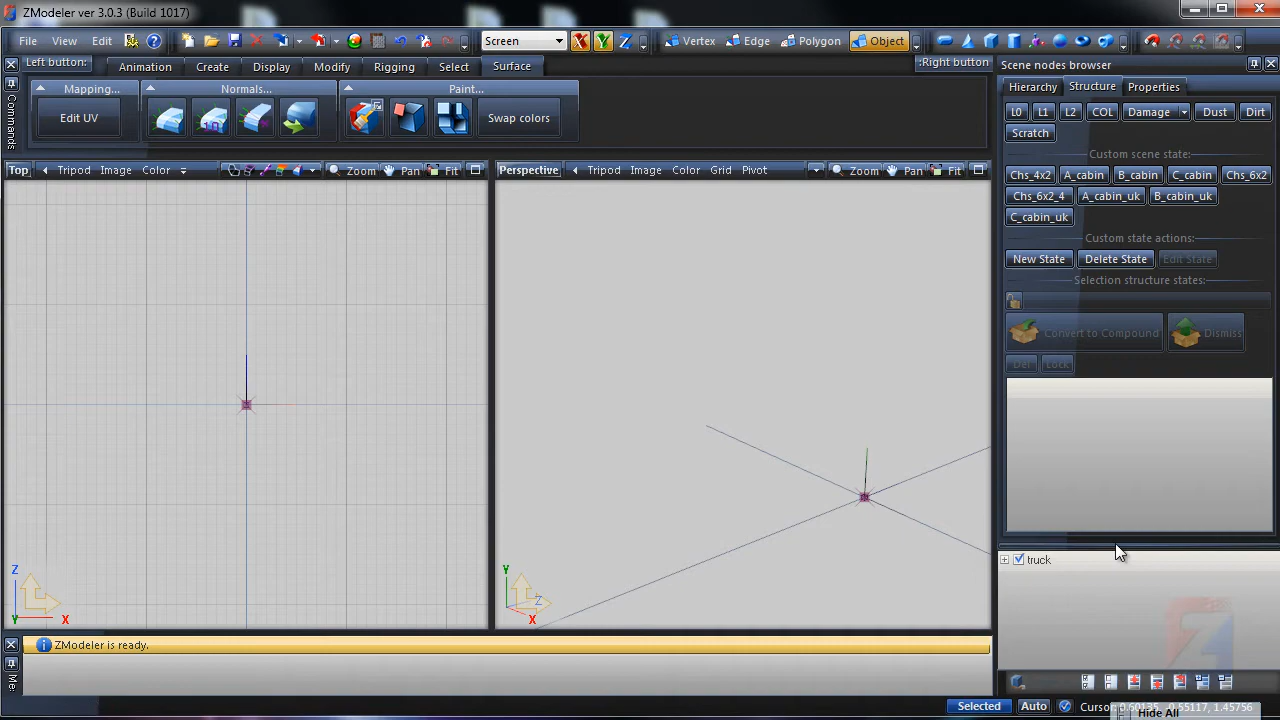 ZModeler ver 3.0.3 (Build 1017)
File View Edit Screen X Y Z Vertex Edge Polygon Object
Left button: :Right button
Animation Create Display Modify Rigging Select Surface
Mapping... Normals... Paint...
Edit UV Swap colors
Commands
Top Tripod Image Color Zoom Pan Fit
Perspective Tripod Image Color Grid Pivot Zoom Pan Fit
Z
Y X
Y
Z
X
Scene nodes browser
Hierarchy Structure Properties
L0 L1 L2 COL Damage Dust Dirt
Scratch
Custom scene state:
Chs_4x2 A_cabin B_cabin C_cabin Chs_6x2
Chs_6x2_4 A_cabin_uk B_cabin_uk
C_cabin_uk
Custom state actions:
New State Delete State Edit State
Selection structure states:
Convert to Compound Dismiss
Del Lock
truck
ZModeler is ready.
Me
Selected Auto Cursor: 0.60135, -0.55117, 1.45756
Hide All